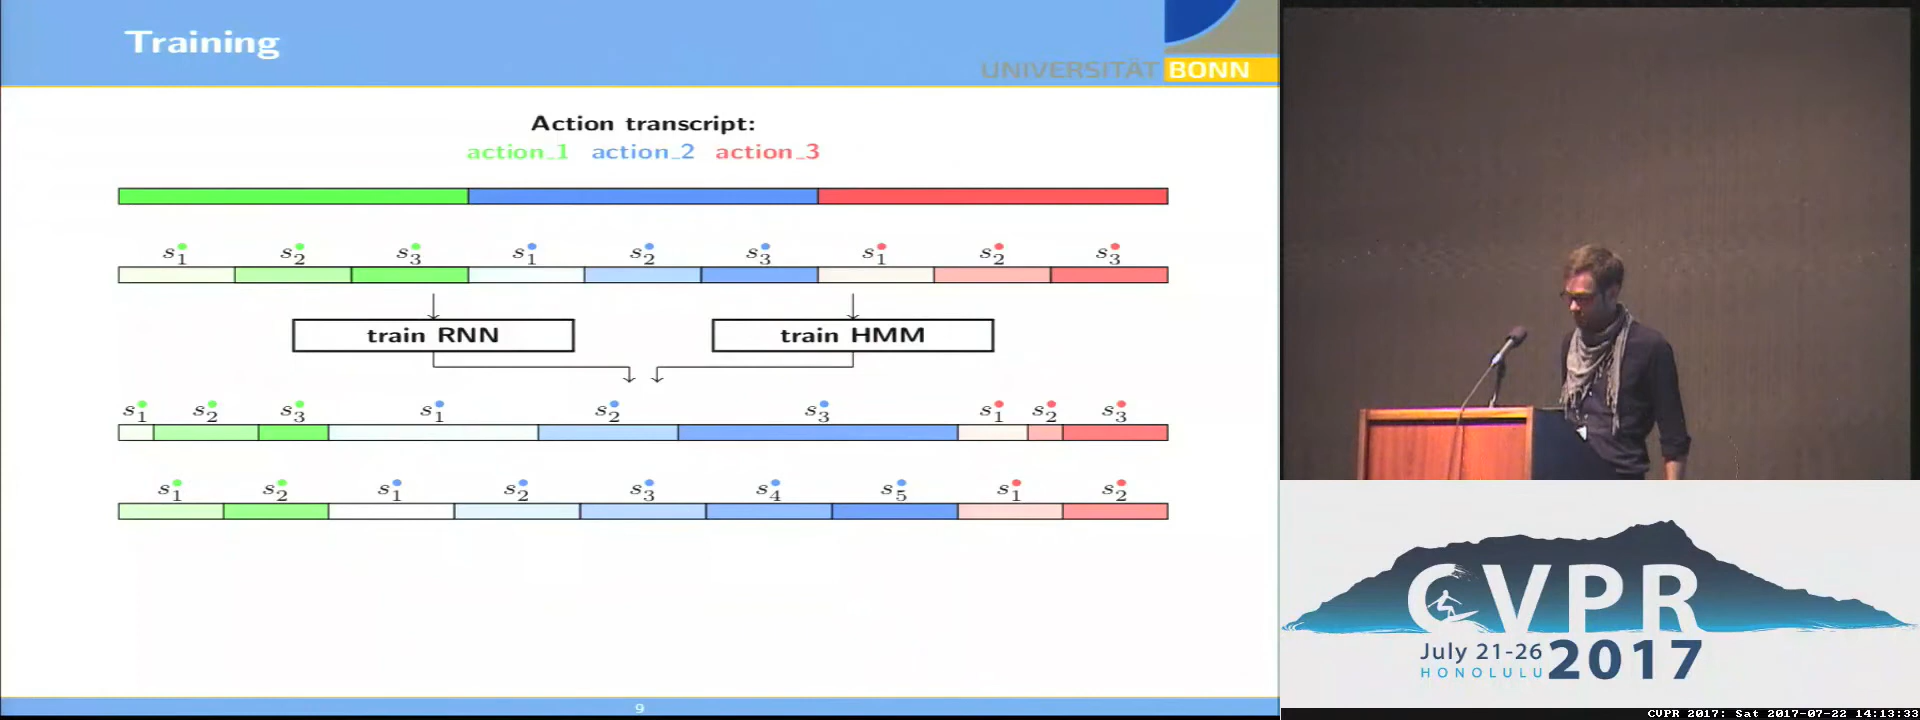 Training
UNIVERSITÄT BONN
Action transcript:
action_1 action_2 action_3
s1 s2 s3 s1 s2 s3 s1 s2 s3
train RNN train HMM
s1 s2 s3 s1 s2 s3 s1 s2 s3
s1 s2 s1 s2 s3 s4 s5 s1 s2
9
CVPR
July 21-26 2017
HONOLULU
CVPR 2017: Sat 2017-07-22 14:13:33